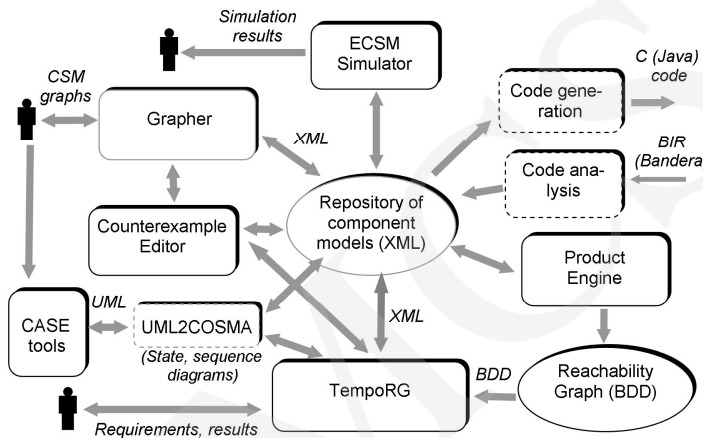 Simulation
results
ECSM
Simulator
C (Java)
code
CSM
graphs
Code gene-
ration
Grapher
XML
BIR
(Bandera)
Code ana-
lysis
Repository of
component
models (XML)
Counterexample
Editor
Product
Engine
UML
CASE
tools
UML2COSMA
XML
(State, sequence
diagrams)
TempoRG
BDD
Reachability
Graph (BDD)
Requirements, results